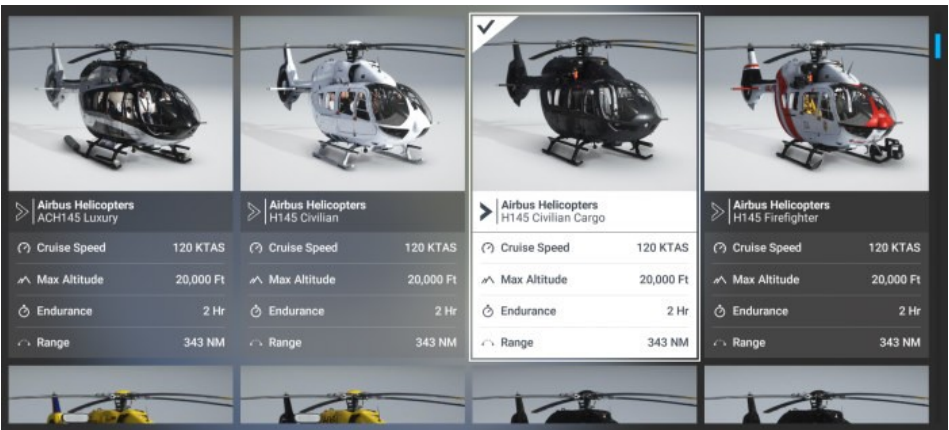 Airbus Helicopters
ACH145 Luxury
Cruise Speed 120 KTAS
Max Altitude 20,000 Ft
Endurance 2 Hr
Range 343 NM
Airbus Helicopters
H145 Civilian
Cruise Speed 120 KTAS
Max Altitude 20,000 Ft
Endurance 2 Hr
Range 343 NM
Airbus Helicopters
H145 Civilian Cargo
Cruise Speed 120 KTAS
Max Altitude 20,000 Ft
Endurance 2 Hr
Range 343 NM
Airbus Helicopters
H145 Firefighter
Cruise Speed 120 KTAS
Max Altitude 20,000 Ft
Endurance 2 Hr
Range 343 NM